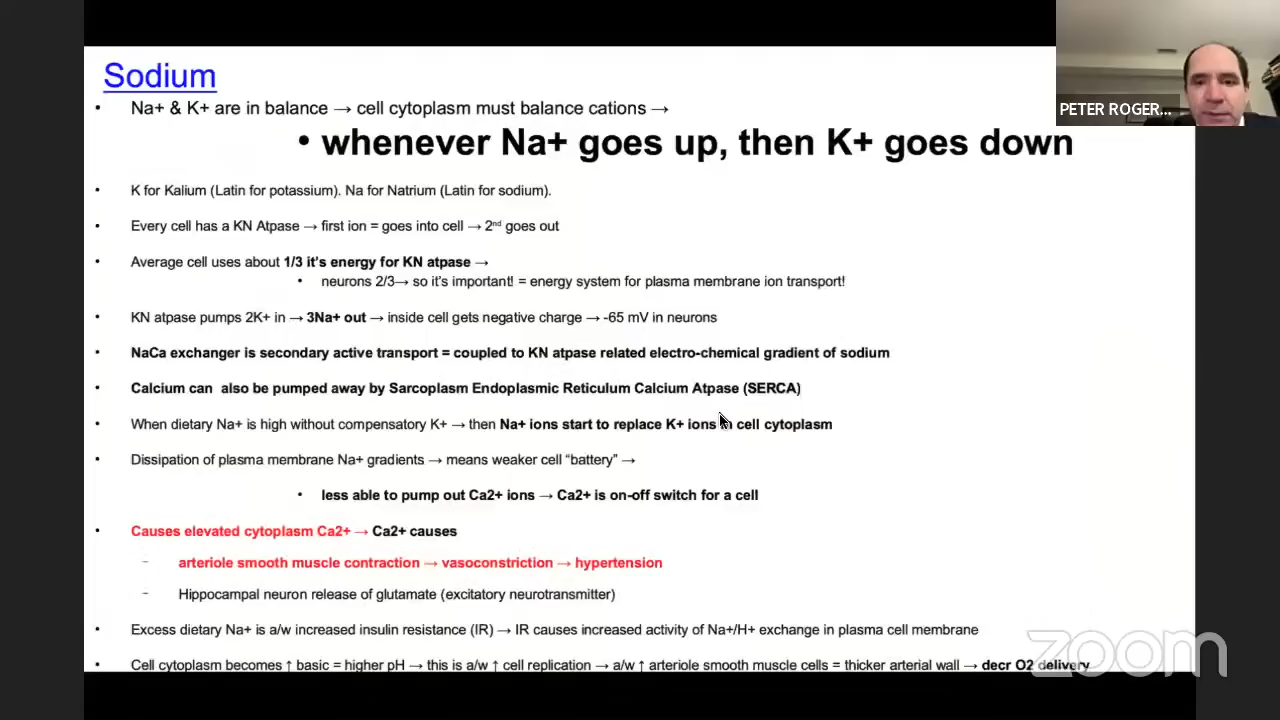 Sodium
PETER ROGER...
• Na+ & K+ are in balance → cell cytoplasm must balance cations →
• whenever Na+ goes up, then K+ goes down
• K for Kalium (Latin for potassium). Na for Natrium (Latin for sodium).
• Every cell has a KN Atpase → first ion = goes into cell → 2nd goes out
• Average cell uses about 1/3 it's energy for KN atpase →
• neurons 2/3→ so it's important! = energy system for plasma membrane ion transport!
• KN atpase pumps 2K+ in → 3Na+ out → inside cell gets negative charge → -65 mV in neurons
• NaCa exchanger is secondary active transport = coupled to KN atpase related electro-chemical gradient of sodium
• Calcium can also be pumped away by Sarcoplasm Endoplasmic Reticulum Calcium Atpase (SERCA)
• When dietary Na+ is high without compensatory K+ → then Na+ ions start to replace K+ ions in cell cytoplasm
• Dissipation of plasma membrane Na+ gradients → means weaker cell “battery” →
• less able to pump out Ca2+ ions → Ca2+ is on-off switch for a cell
• Causes elevated cytoplasm Ca2+ → Ca2+ causes
– arteriole smooth muscle contraction → vasoconstriction → hypertension
– Hippocampal neuron release of glutamate (excitatory neurotransmitter)
• Excess dietary Na+ is a/w increased insulin resistance (IR) → IR causes increased activity of Na+/H+ exchange in plasma cell membrane
• Cell cytoplasm becomes ↑ basic = higher pH → this is a/w ↑ cell replication → a/w ↑ arteriole smooth muscle cells = thicker arterial wall → decr O2 delivery
zoom